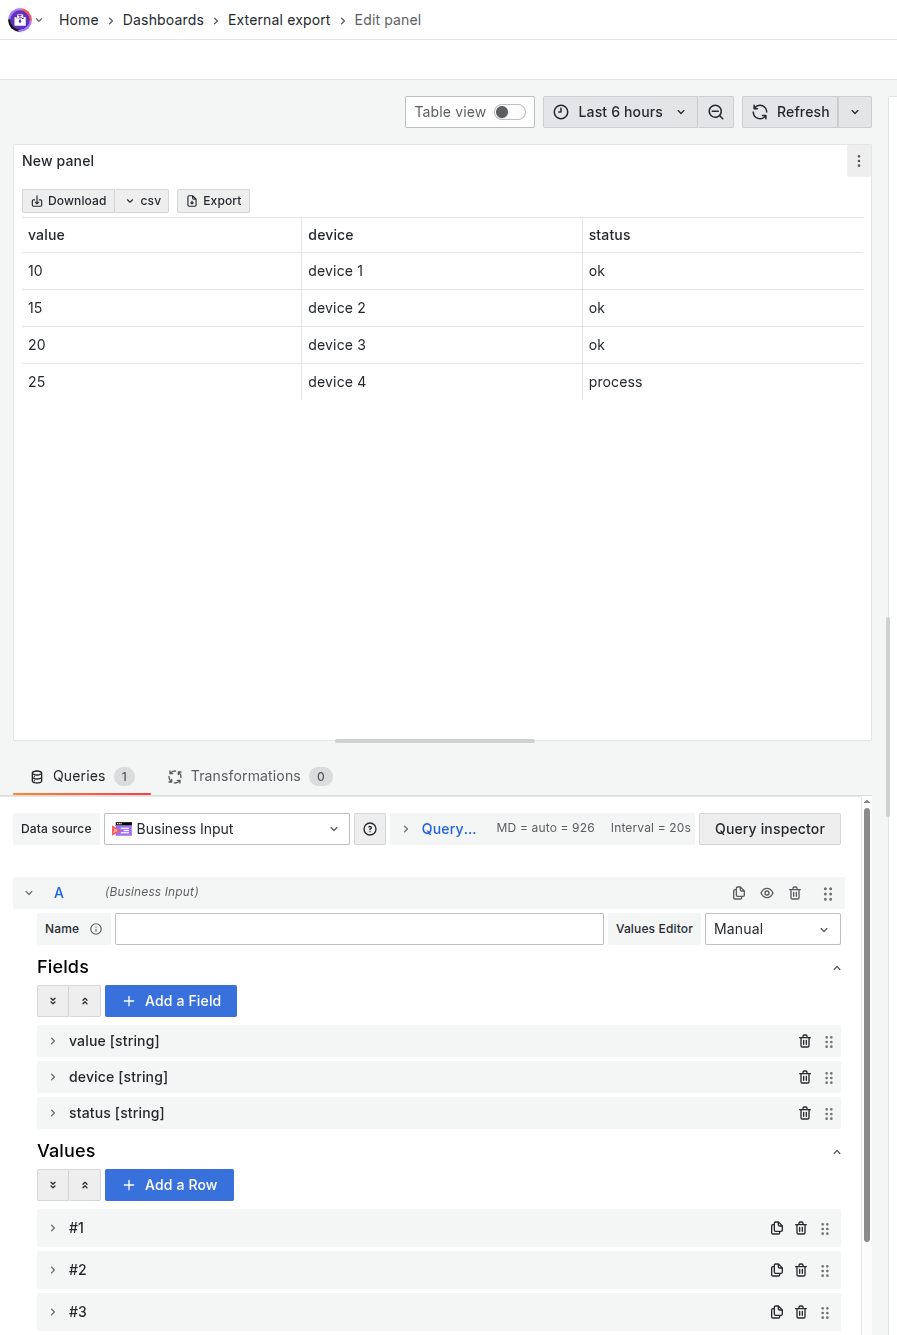 Home > Dashboards > External export > Edit panel
Table view Last 6 hours Refresh
New panel
Download csv Export
value device status
10 device 1 ok
15 device 2 ok
20 device 3 ok
25 device 4 process
Queries 1 Transformations 0
Data source Business Input Query... MD = auto = 926 Interval = 20s Query inspector
A (Business Input)
Name Values Editor Manual
Fields
+ Add a Field
value [string]
device [string]
status [string]
Values
+ Add a Row
#1
#2
#3